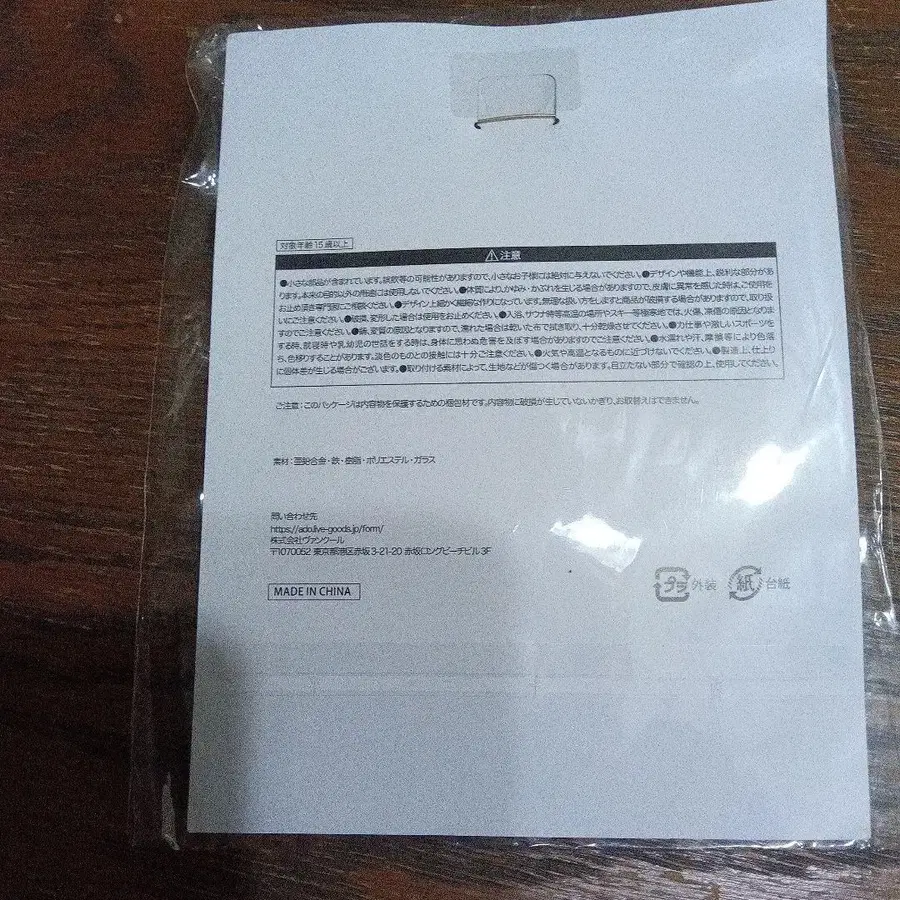 対象年齢15歳以上
⚠注意
●小さな部品が含まれています。誤飲等の可能性がありますので、小さなお子様には絶対に与えないでください。●デザインや機能上、鋭利な部分があ
ります。本来の目的以外の用途には使用しないでください。●体質により、かゆみ・かぶれを生じる場合がありますので、皮膚に異常を感じた時は、ご使用を
お止め頂き専門医にご相談ください。●デザイン上細かく繊細な作りになっています。無理な扱い方をしますと商品が破損する場合がありますので、取り扱
いにご注意ください。●破損、変形した場合は使用をお止めください。●入浴、サウナ時等高温の場所やスキー等極寒地では、火傷、凍傷の原因となりま
すのでご注意ください。●錆、変質の原因となりますので、濡れた場合は乾いた布で拭き取り、十分乾燥させてください。●力仕事や激しいスポーツを
する時、就寝時や乳幼児の世話をする時は、身体に思わぬ危害を及ぼす場合がありますのでご注意ください。●水濡れや汗、摩擦等により色落
ち、色移りすることがあります。淡色のものとの接触には十分ご注意ください。●火気や高温となるものに近づけないでください。●製造上、仕上り
に個体差が生じる場合がございます。●取り付ける素材によって、生地などが傷つく場合があります。目立たない部分で確認の上、使用してください。
ご注意：このパッケージは内容物を保護するための梱包材です。内容物に破損が生じていないかぎり、お取替えはできません。
素材：亜鉛合金・鉄・樹脂・ポリエステル・ガラス
問い合わせ先
https://ado.live-goods.jp/form/
株式会社ヴァンクール
〒1070052 東京都港区赤坂3-21-20 赤坂ロングビーチビル3F
MADE IN CHINA
プラ 外装 紙 台紙